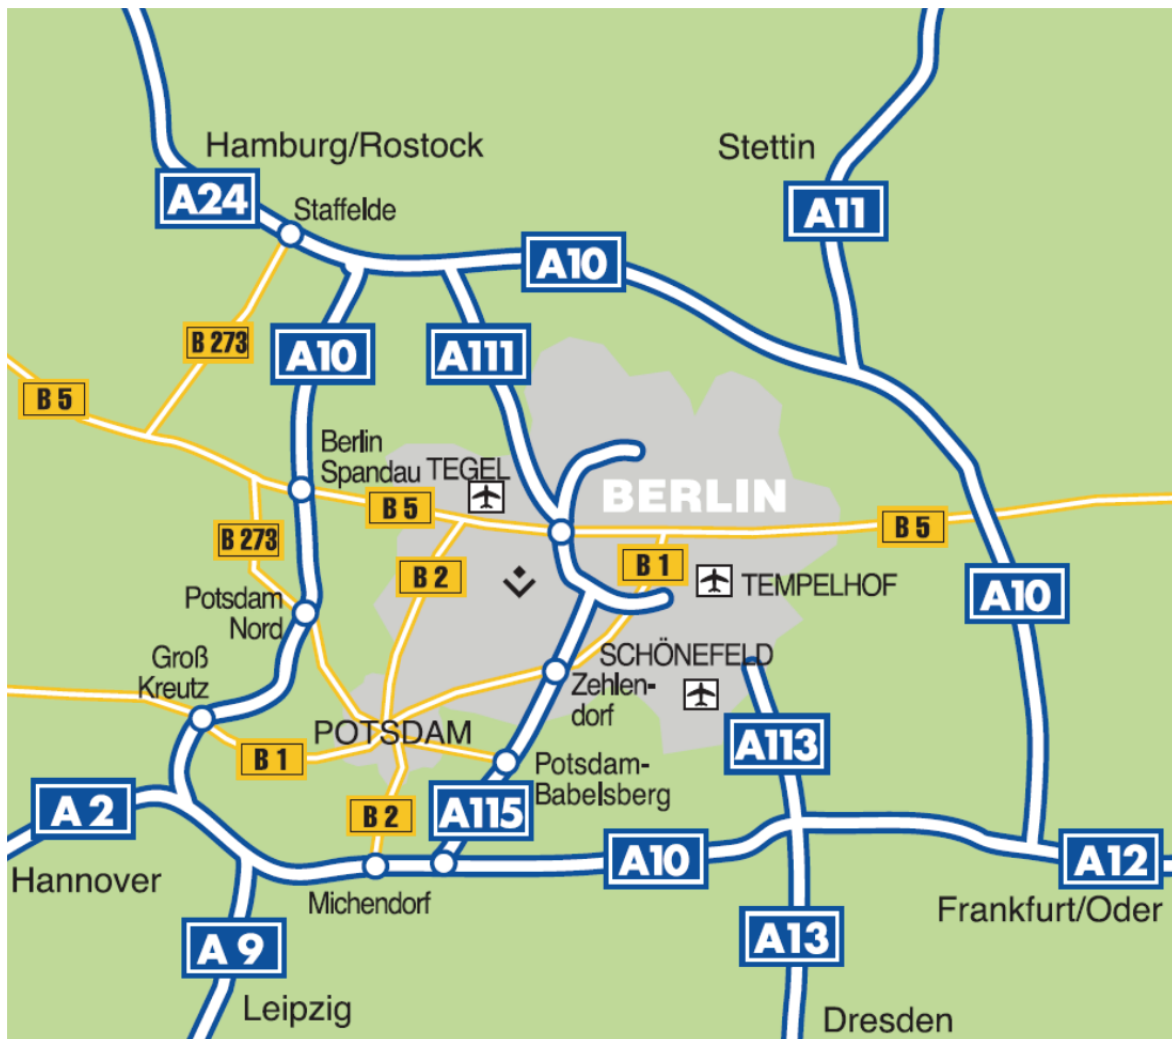 Hamburg/Rostock
Stettin
A24
Staffelde
A11
A10
B 273
A10
A111
B 5
Berlin
Spandau
TEGEL
BERLIN
B 5
B 5
B 273
B 2
B 1
TEMPELHOF
A10
Potsdam
Nord
Groß
Kreutz
SCHÖNEFELD
Zehlen-
dorf
POTSDAM
A113
B 1
Potsdam-
Babelsberg
A 2
B 2
A115
A10
A12
Hannover
Michendorf
Frankfurt/Oder
A 9
A13
Leipzig
Dresden